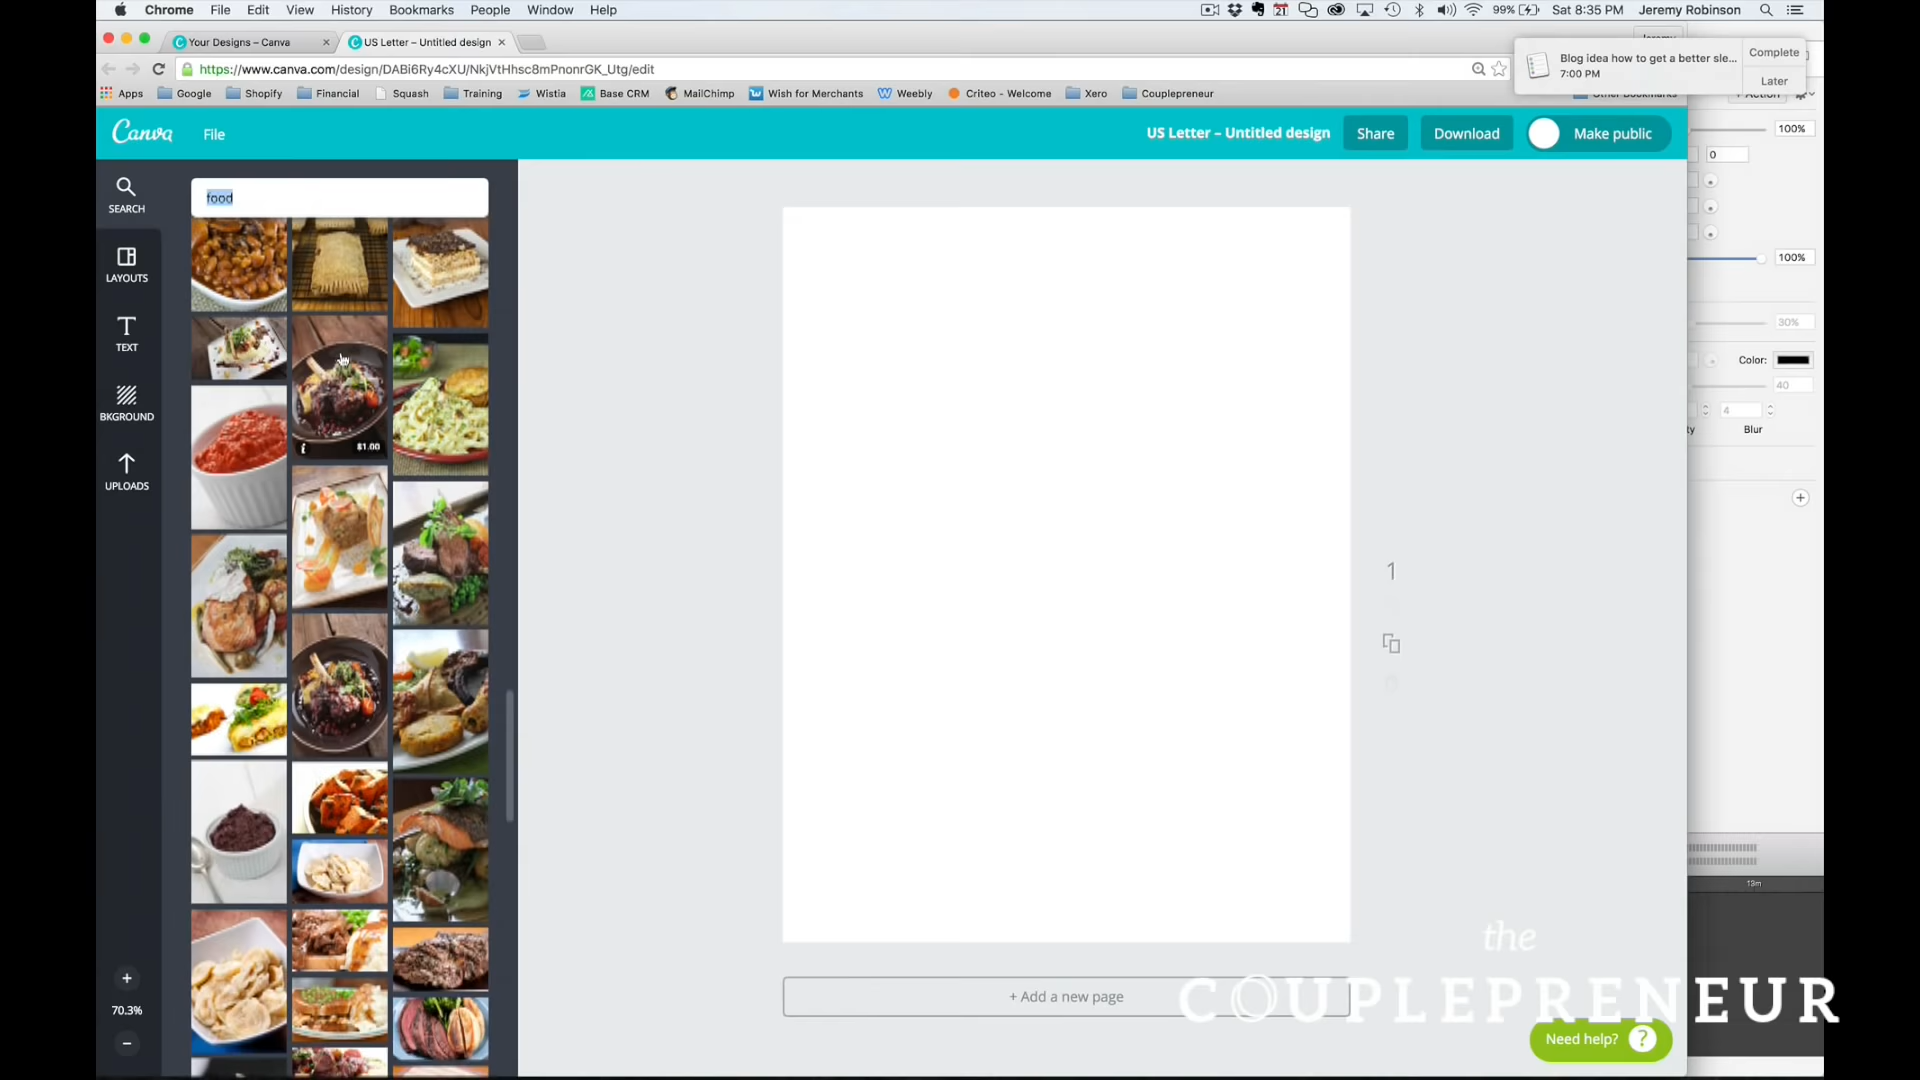 Chrome File Edit View History Bookmarks People Window Help
21 99% Sat 8:35 PM Jeremy Robinson
Your Designs – Canva
US Letter – Untitled design
Blog idea how to get a better sle...
7:00 PM
Complete
Later
https://www.canva.com/design/DABi6Ry4cXU/NkjVtHhsc8mPnonrGK_Utg/edit
Apps Google Shopify Financial Squash Training Wistia Base CRM MailChimp Wish for Merchants Weebly Criteo - Welcome Xero Couplepreneur
Canva File
US Letter – Untitled design Share Download Make public
100%
0
food
SEARCH
LAYOUTS
TEXT
BKGROUND
UPLOADS
100%
30%
Color:
40
4
Blur
$1.00
1
13m
+
70.3%
−
+ Add a new page
the
COUPLEPRENEUR
Need help? ?